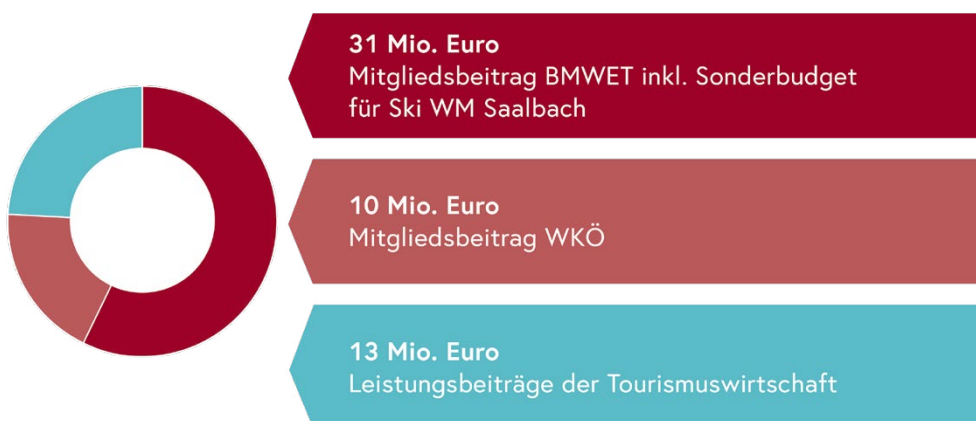 31 Mio. Euro
Mitgliedsbeitrag BMWET inkl. Sonderbudget
für Ski WM Saalbach
10 Mio. Euro
Mitgliedsbeitrag WKÖ
13 Mio. Euro
Leistungsbeiträge der Tourismuswirtschaft